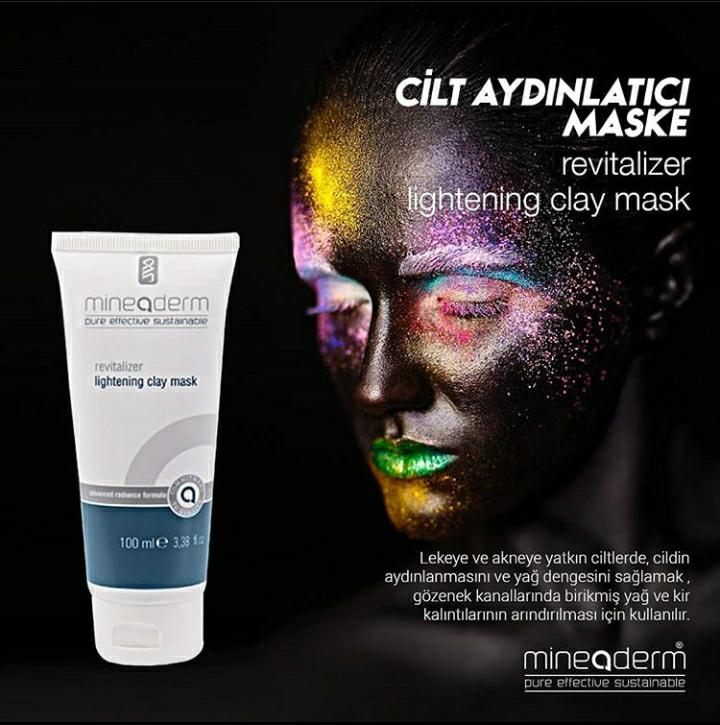 CİLT AYDINLATICI
MASKE
revitalizer
lightening clay mask
mineaderm
pure effective sustainable
revitalizer
lightening clay mask
advanced radiance formula
100 ml e 3,38 fl.oz
Lekeye ve akneye yatkın ciltlerde, cildin
aydınlanmasını ve yağ dengesini sağlamak ,
gözenek kanallarında birikmiş yağ ve kir
kalıntılarının arındırılması için kullanılır.
mineaderm®
pure effective sustainable